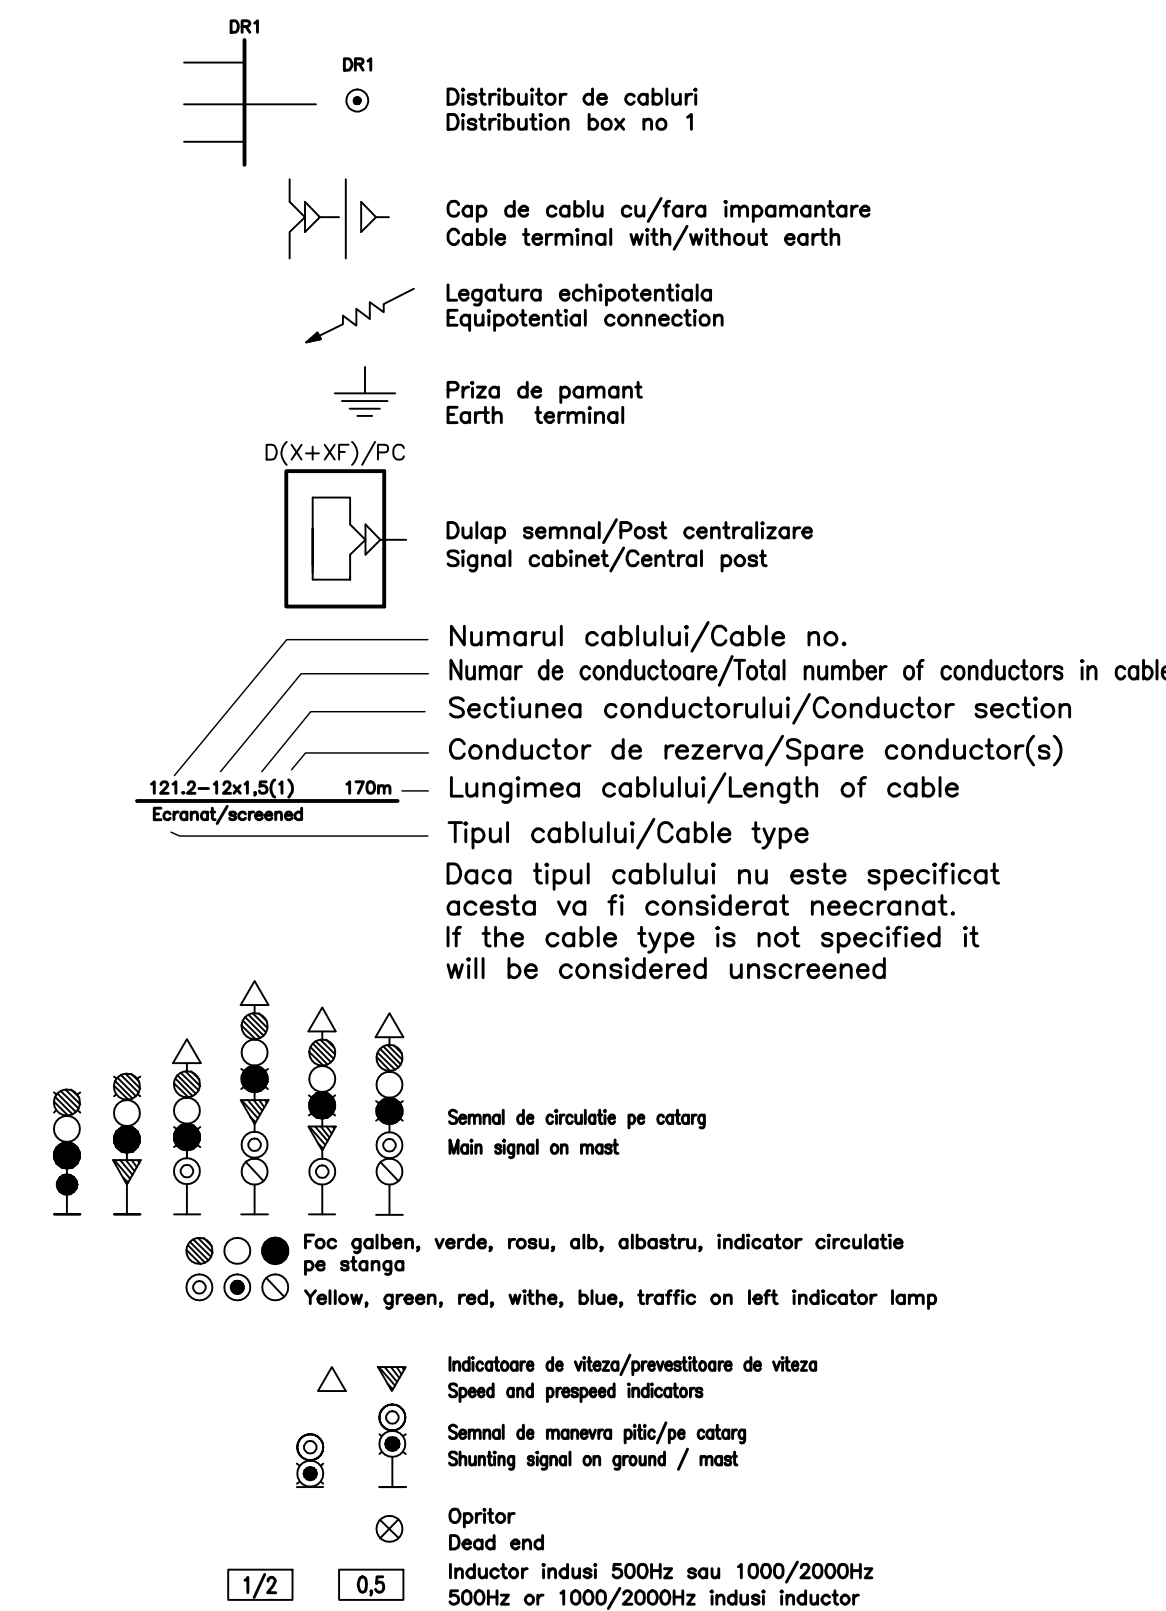 DR1
DR1
Distribuitor de cabluri
Distribution box no 1
Cap de cablu cu/fara impamantare
Cable terminal with/without earth
Legatura echipotentiala
Equipotential connection
Priza de pamant
Earth terminal
D(X+XF)/PC
Dulap semnal/Post centralizare
Signal cabinet/Central post
Numarul cablului/Cable no.
Numar de conductoare/Total number of conductors in cable
Sectiunea conductorului/Conductor section
Conductor de rezerva/Spare conductor(s)
121.2-12x1,5(1) 170m
Lungimea cablului/Length of cable
Ecranat/screened
Tipul cablului/Cable type
Daca tipul cablului nu este specificat
acesta va fi considerat neecranat.
If the cable type is not specified it
will be considered unscreened
Semnal de circulatie pe catarg
Main signal on mast
Foc galben, verde, rosu, alb, albastru, indicator circulatie
pe stanga
Yellow, green, red, withe, blue, traffic on left indicator lamp
Indicatoare de viteza/prevestitoare de viteza
Speed and prespeed indicators
Semnal de manevra pitic/pe catarg
Shunting signal on ground / mast
Opritor
Dead end
1/2 0,5
Inductor indusi 500Hz sau 1000/2000Hz
500Hz or 1000/2000Hz indusi inductor